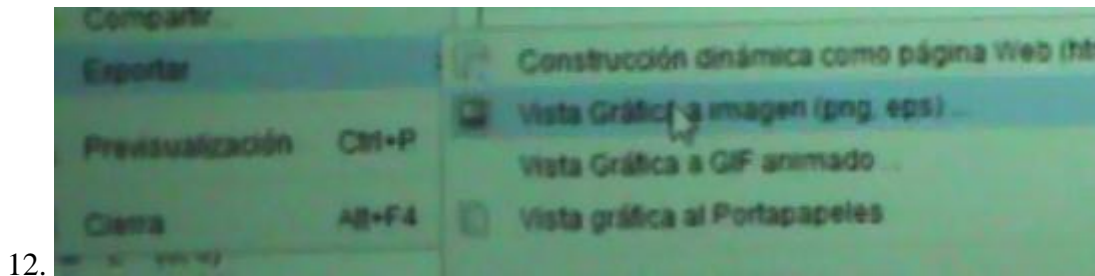 Compartir...
Exportar
Previsualización Ctrl+P
Cierra Alt+F4
Construcción dinámica como página Web
Vista Gráfica a imagen (png, eps) ...
Vista Gráfica a GIF animado ...
Vista gráfica al Portapapeles
12.